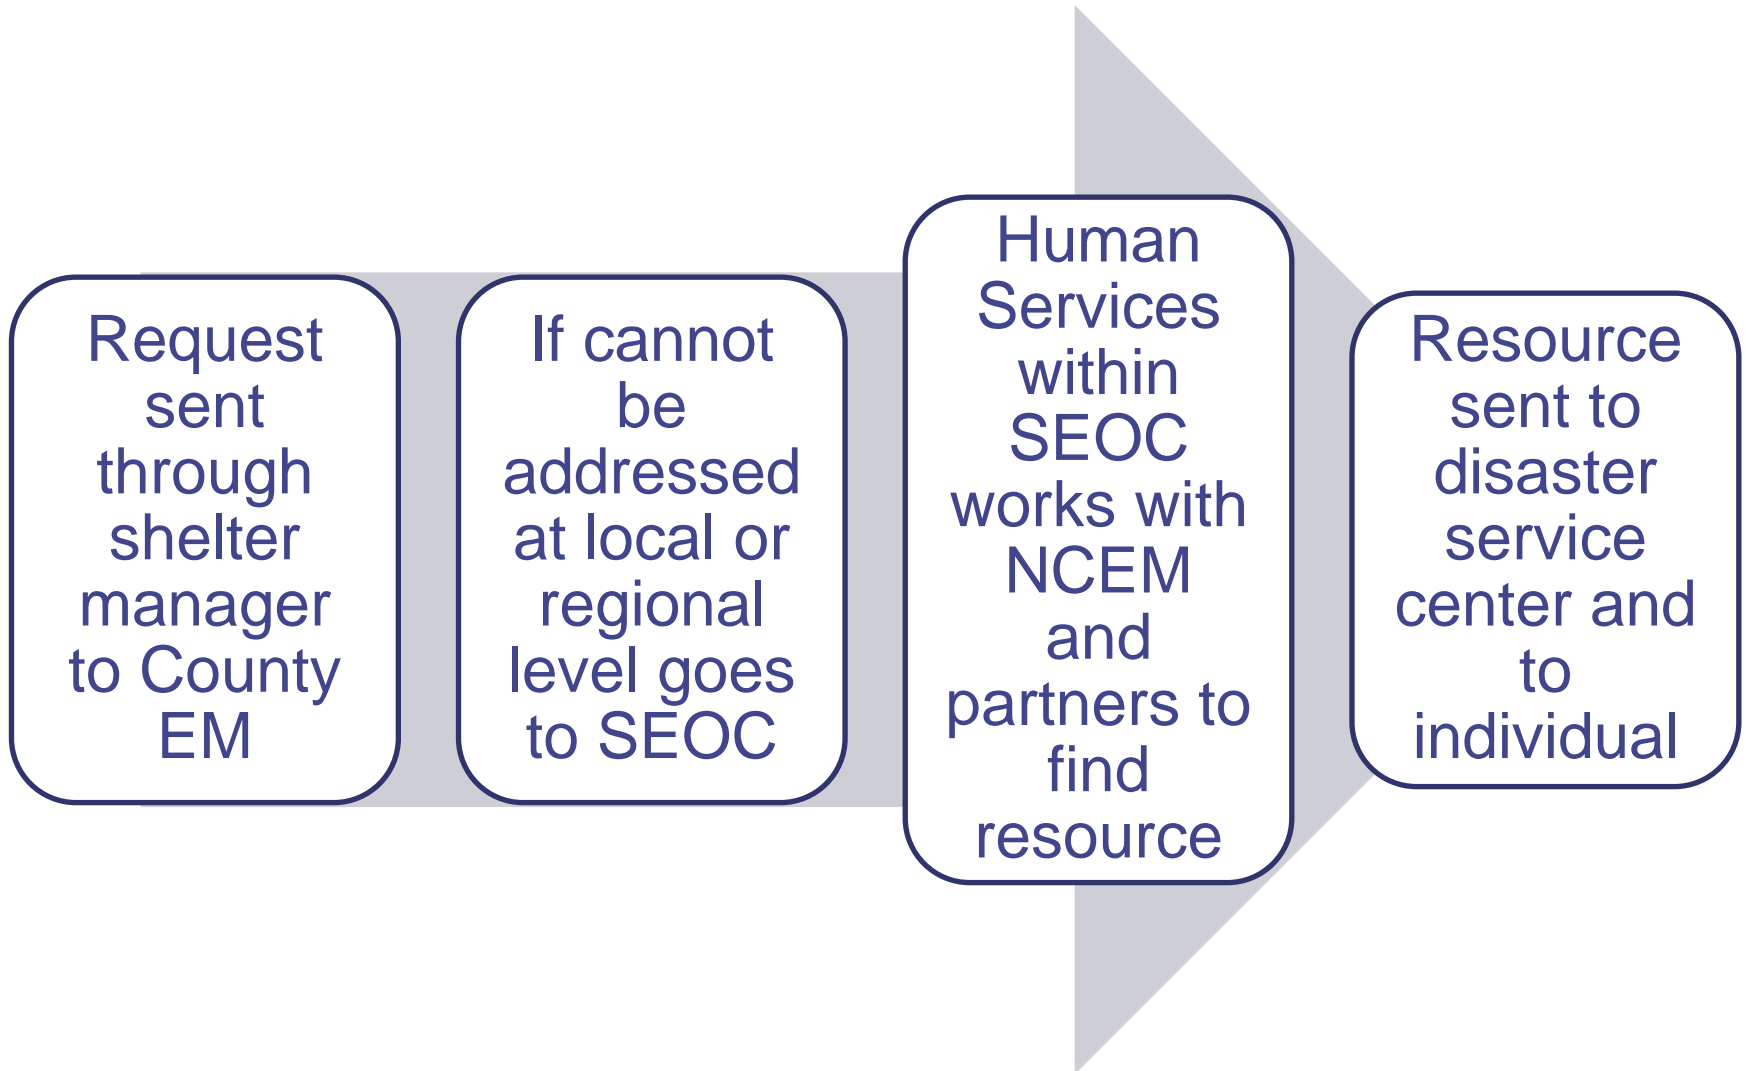 Request
sent
through
shelter
manager
to County
EM
If cannot
be
addressed
at local or
regional
level goes
to SEOC
Human
Services
within
SEOC
works with
NCEM
and
partners to
find
resource
Resource
sent to
disaster
service
center and
to
individual